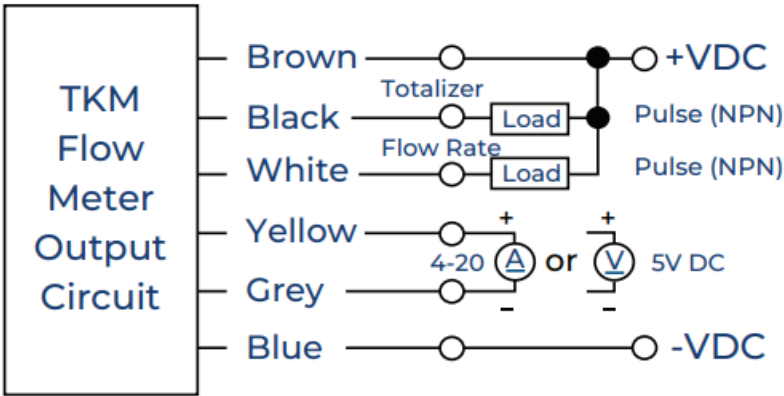 TKM
Flow
Meter
Output
Circuit
Brown
+VDC
Totalizer
Black
Load
Pulse (NPN)
Flow Rate
White
Load
Pulse (NPN)
Yellow
+
+
4-20
A
or
V
5V DC
Grey
–
–
Blue
-VDC